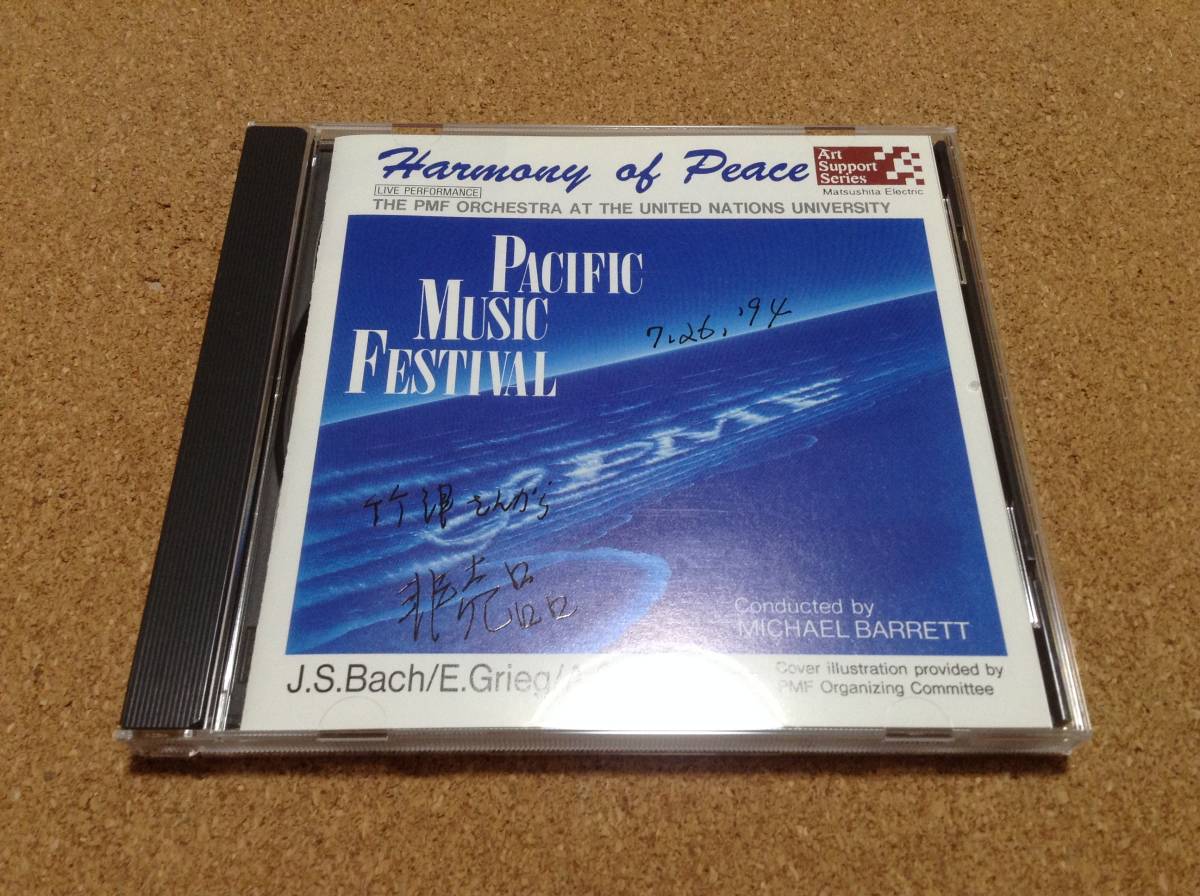 Harmony of Peace
Art
Support
Series
Matsushita Electric
LIVE PERFORMANCE
THE PMF ORCHESTRA AT THE UNITED NATIONS UNIVERSITY
PACIFIC
MUSIC
FESTIVAL
7.26.'94
PMF
さんから
非売品
Conducted by
MICHAEL BARRETT
J.S.Bach/E.Grieg/A
Cover illustration provided by
PMF Organizing Committee